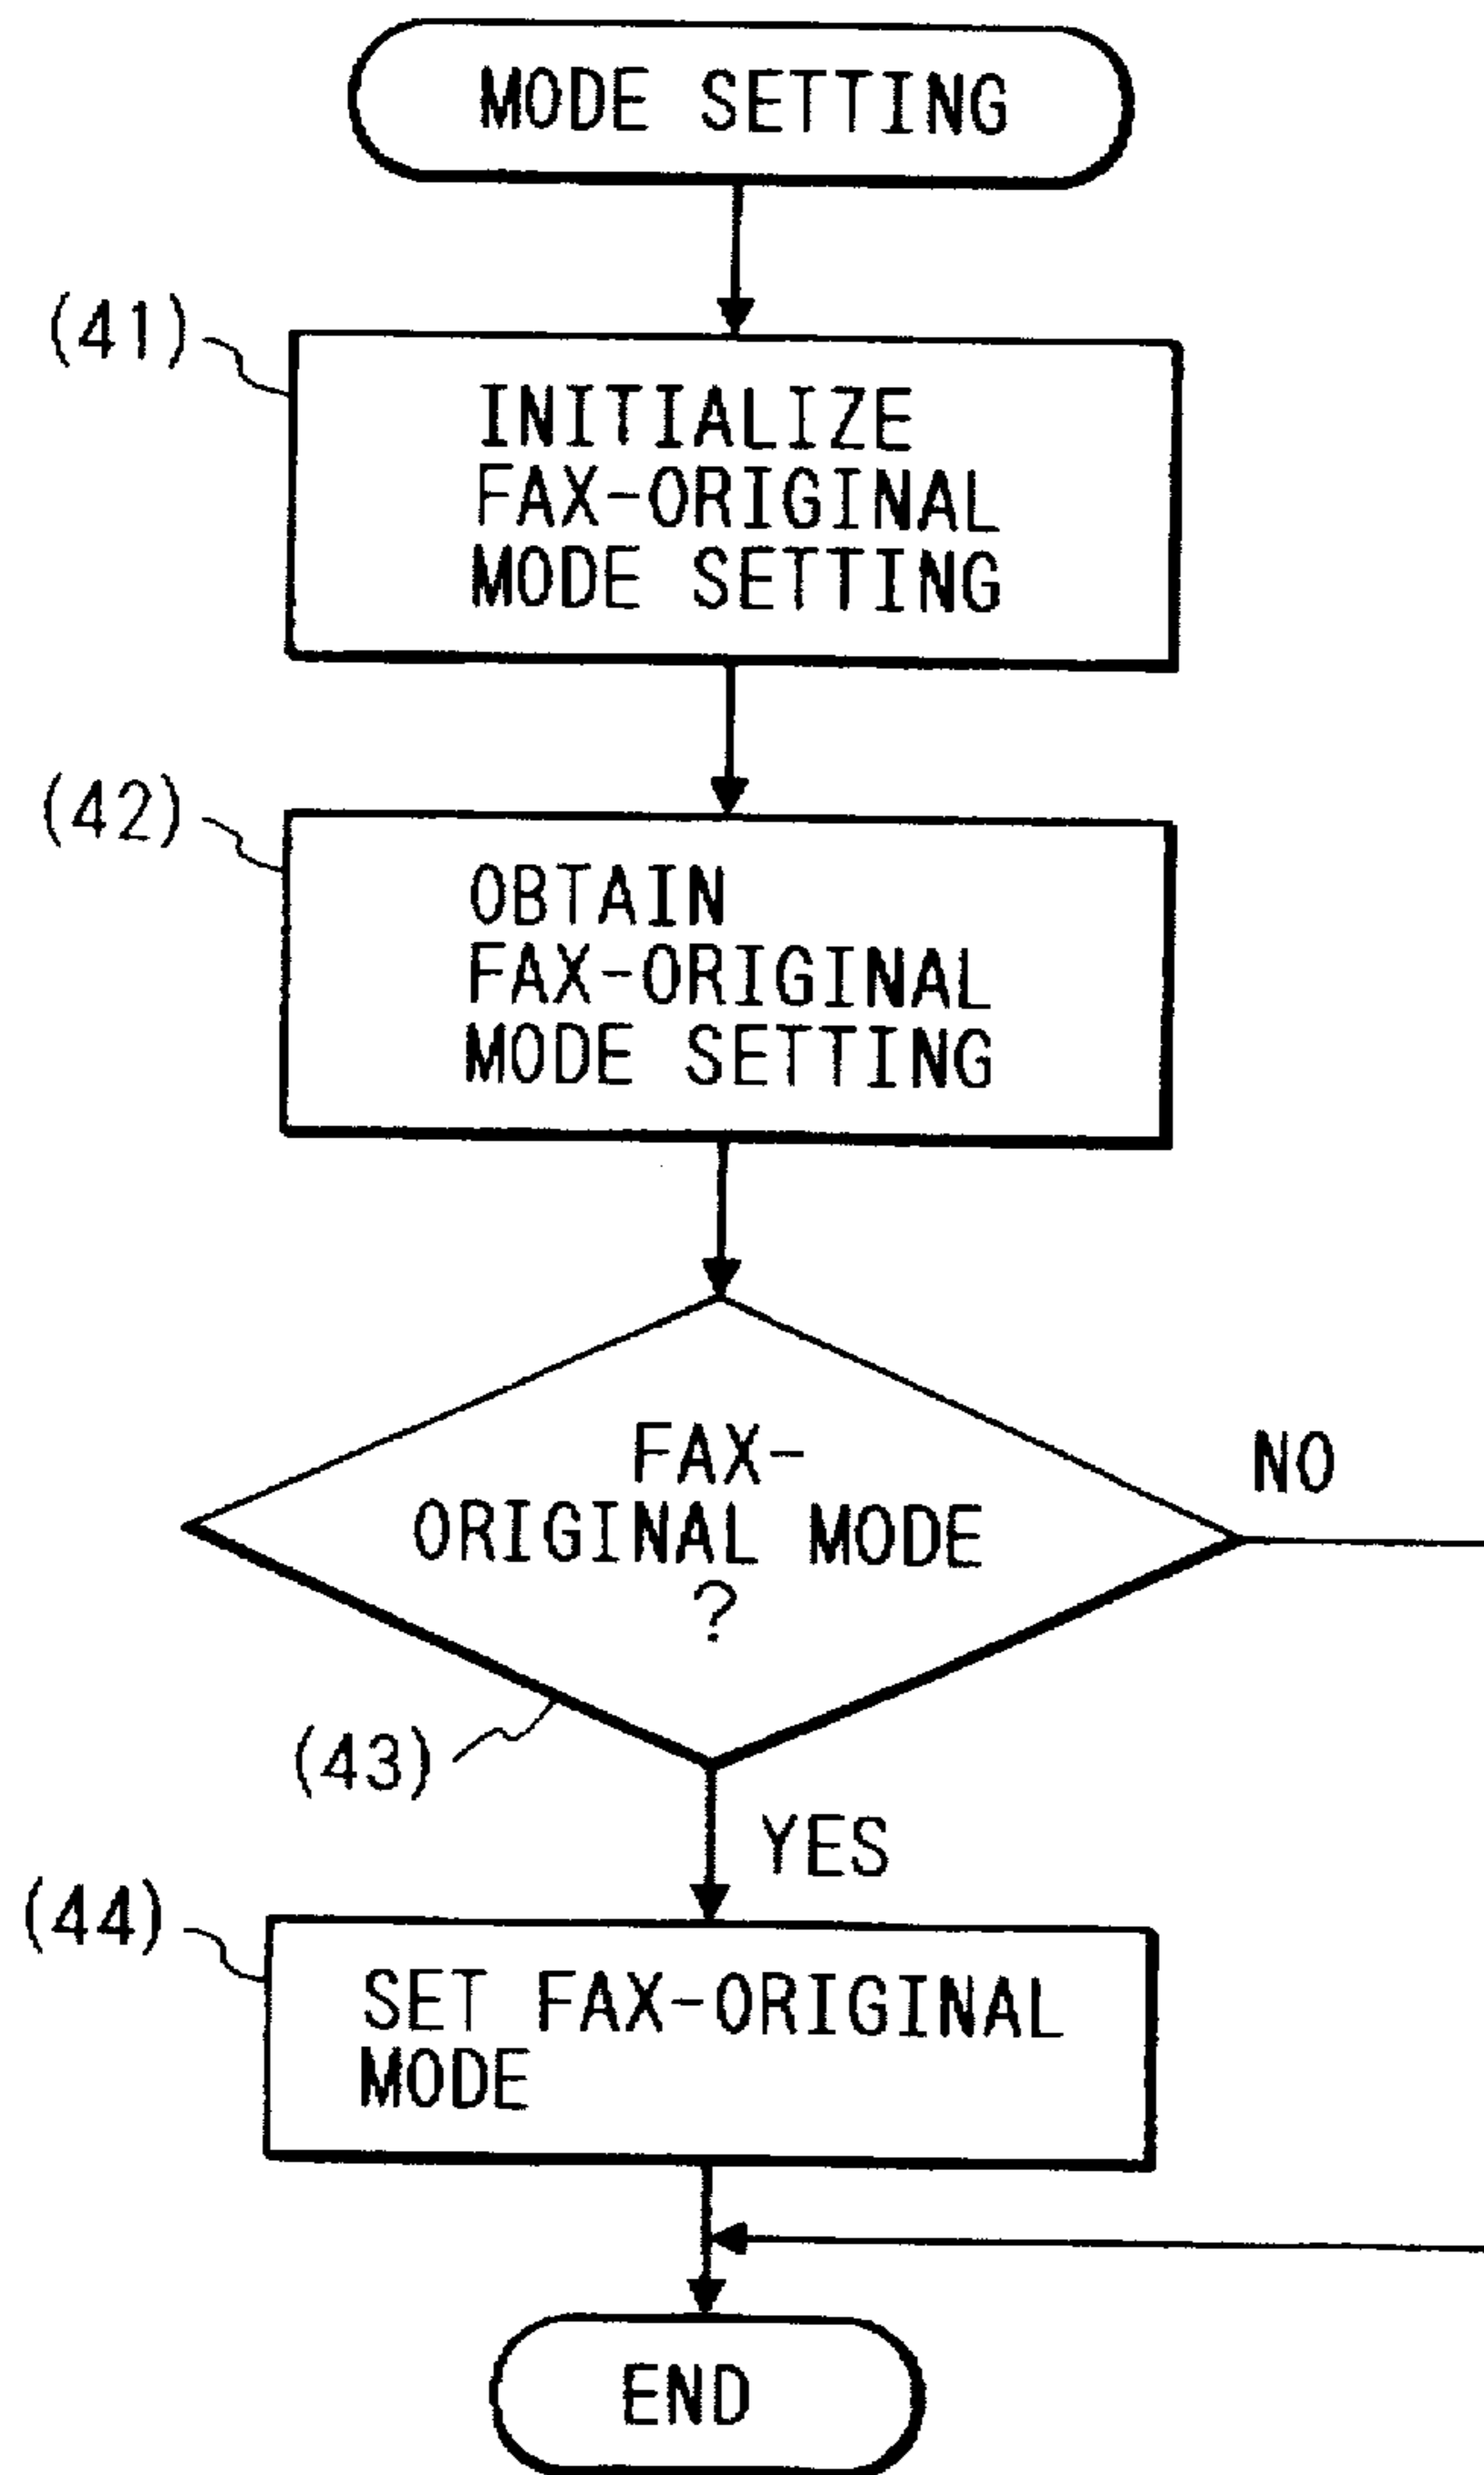 MODE SETTING
(41)
INITIALIZE
FAX-ORIGINAL
MODE SETTING
(42)
OBTAIN
FAX-ORIGINAL
MODE SETTING
FAX-
ORIGINAL MODE
?
NO
(43)
YES
(44)
SET FAX-ORIGINAL
MODE
END